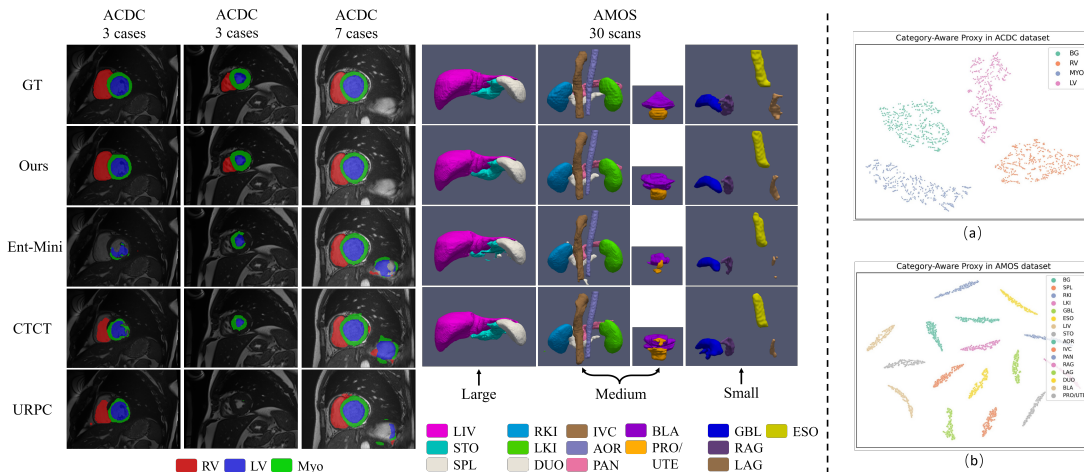 ACDC
3 cases
ACDC
3 cases
ACDC
7 cases
AMOS
30 scans
GT
Ours
Ent-Mini
CTCT
URPC
Large
Medium
Small
RV
LV
Myo
LIV
STO
SPL
RKI
LKI
DUO
IVC
AOR
PAN
BLA
PRO/
UTE
GBL
RAG
LAG
ESO
Category-Aware Proxy in ACDC dataset
BG
RV
MYO
LV
(a)
Category-Aware Proxy in AMOS dataset
BG
SPL
RKI
LKI
GBL
ESO
LIV
STO
AOR
IVC
PAN
RAG
LAG
DUO
BLA
PRO/UTE
(b)